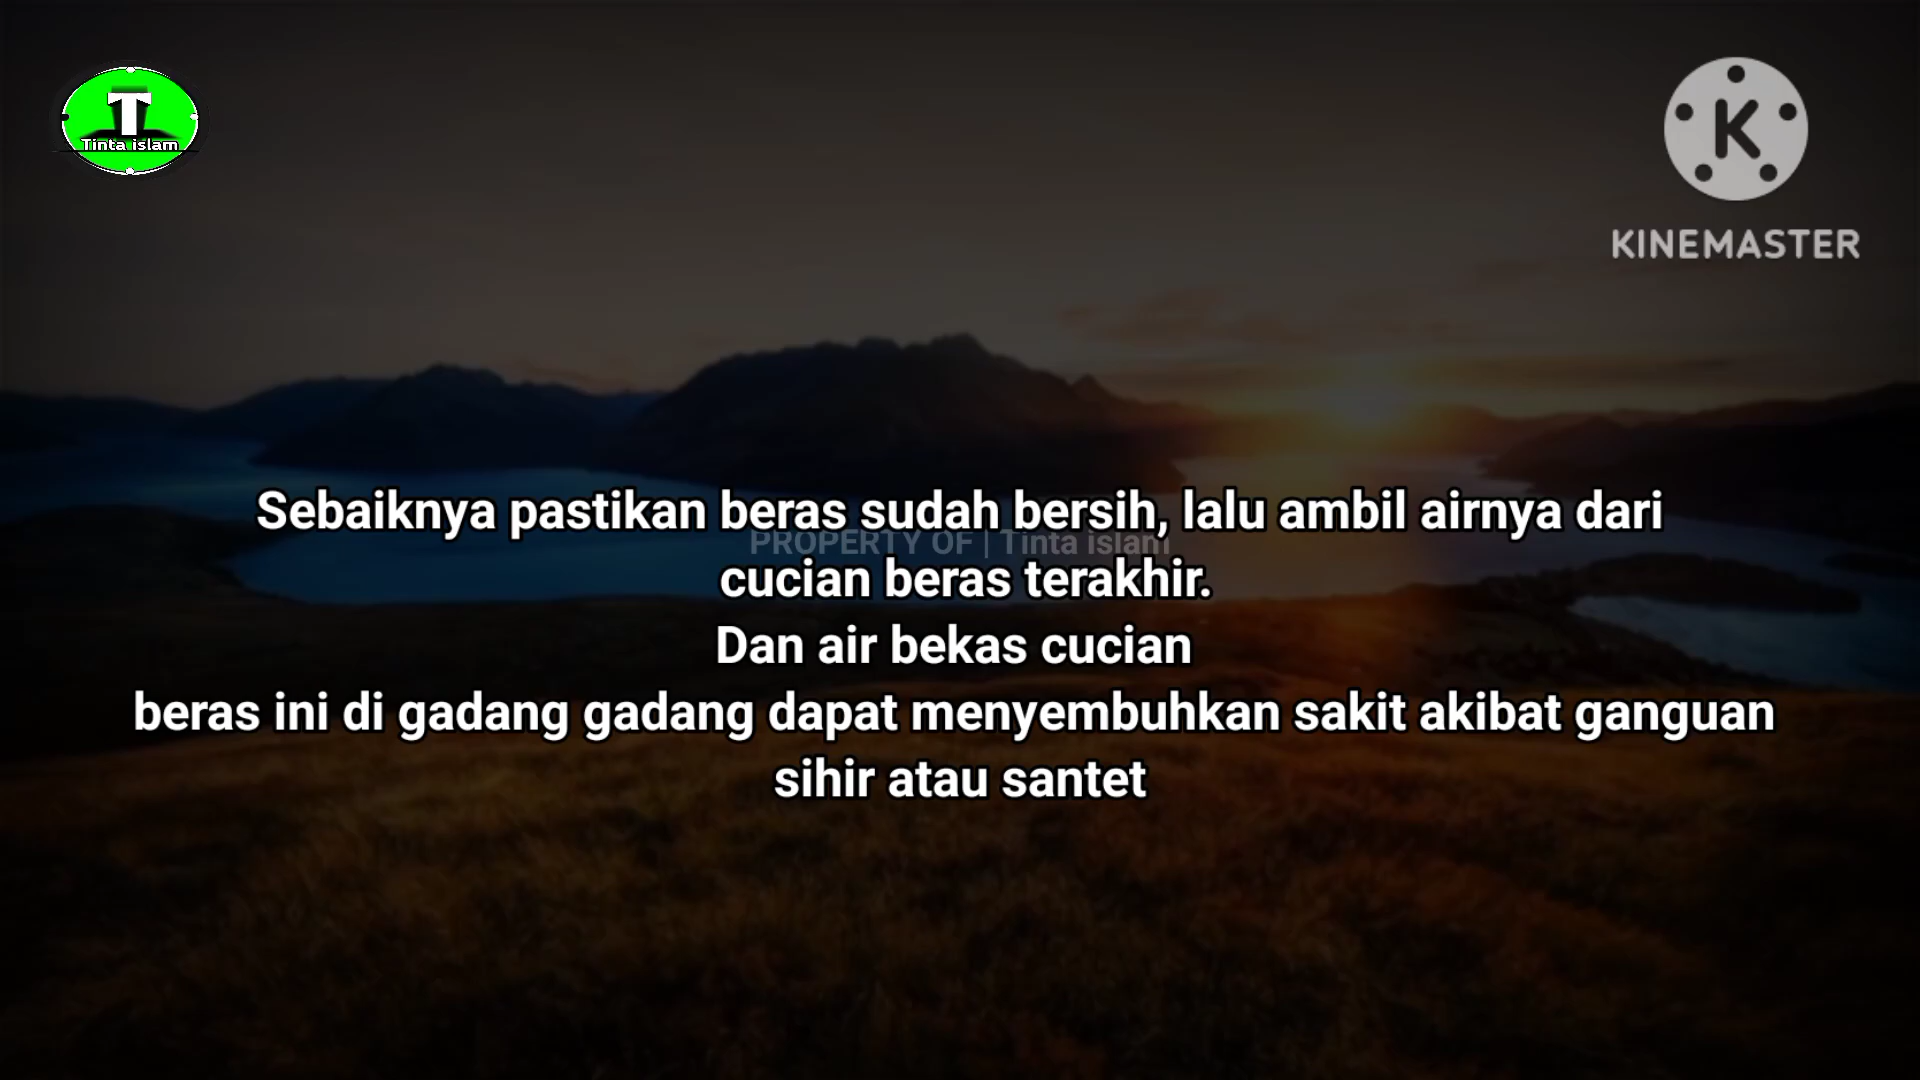 T
Tinta islam
K
KINEMASTER
Sebaiknya pastikan beras sudah bersih, lalu ambil airnya dari
PROPERTY OF | Tinta islam
cucian beras terakhir.
Dan air bekas cucian
beras ini di gadang gadang dapat menyembuhkan sakit akibat ganguan
sihir atau santet